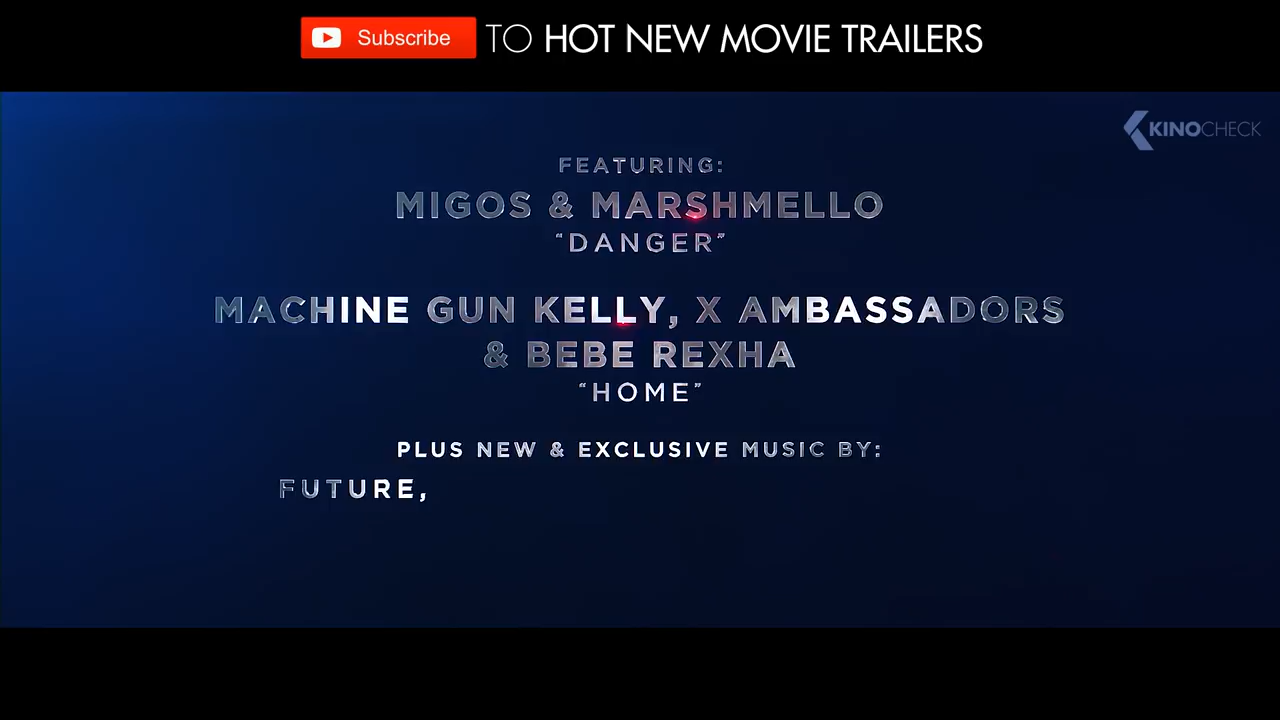 Subscribe TO HOT NEW MOVIE TRAILERS
KINOCHECK
FEATURING:
MIGOS & MARSHMELLO
“DANGER”
MACHINE GUN KELLY, X AMBASSADORS
& BEBE REXHA
“HOME”
PLUS NEW & EXCLUSIVE MUSIC BY:
FUTURE,